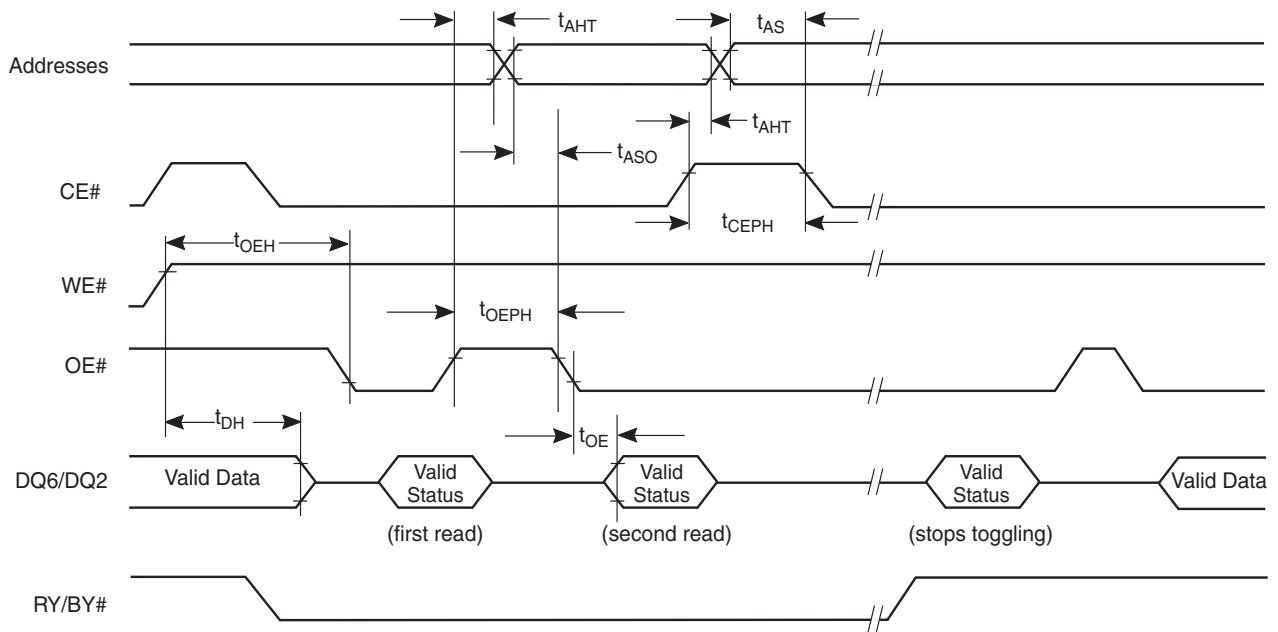 tAHT
tAS
Addresses
tAHT
tASO
CE#
tCEPH
tOEH
WE#
tOEPH
OE#
tDH
tOE
DQ6/DQ2
Valid Data
Valid
Status
Valid
Status
Valid
Status
Valid Data
(first read)
(second read)
(stops toggling)
RY/BY#